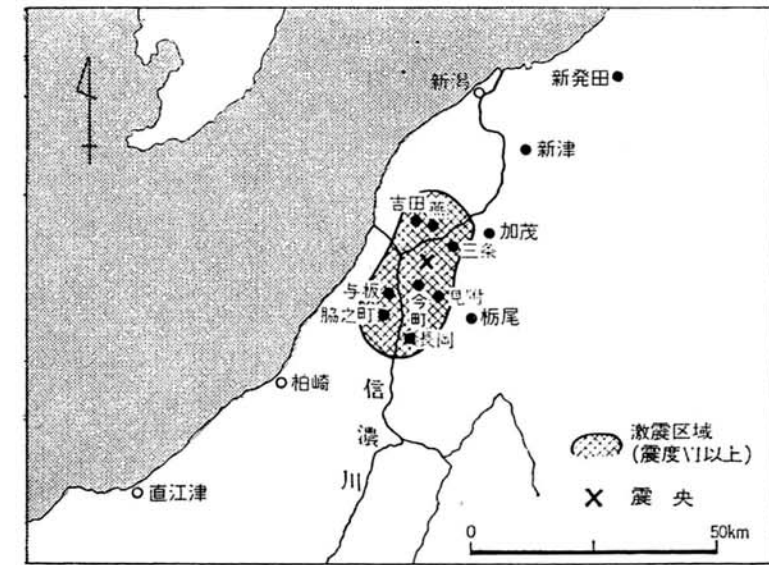 新潟
新発田
新津
吉田 燕
加茂
三条
与板
今町
見附
脇之町
栃尾
長岡
柏崎
信濃川
直江津
激震区域
(震度VI以上)
× 震央
0 50km